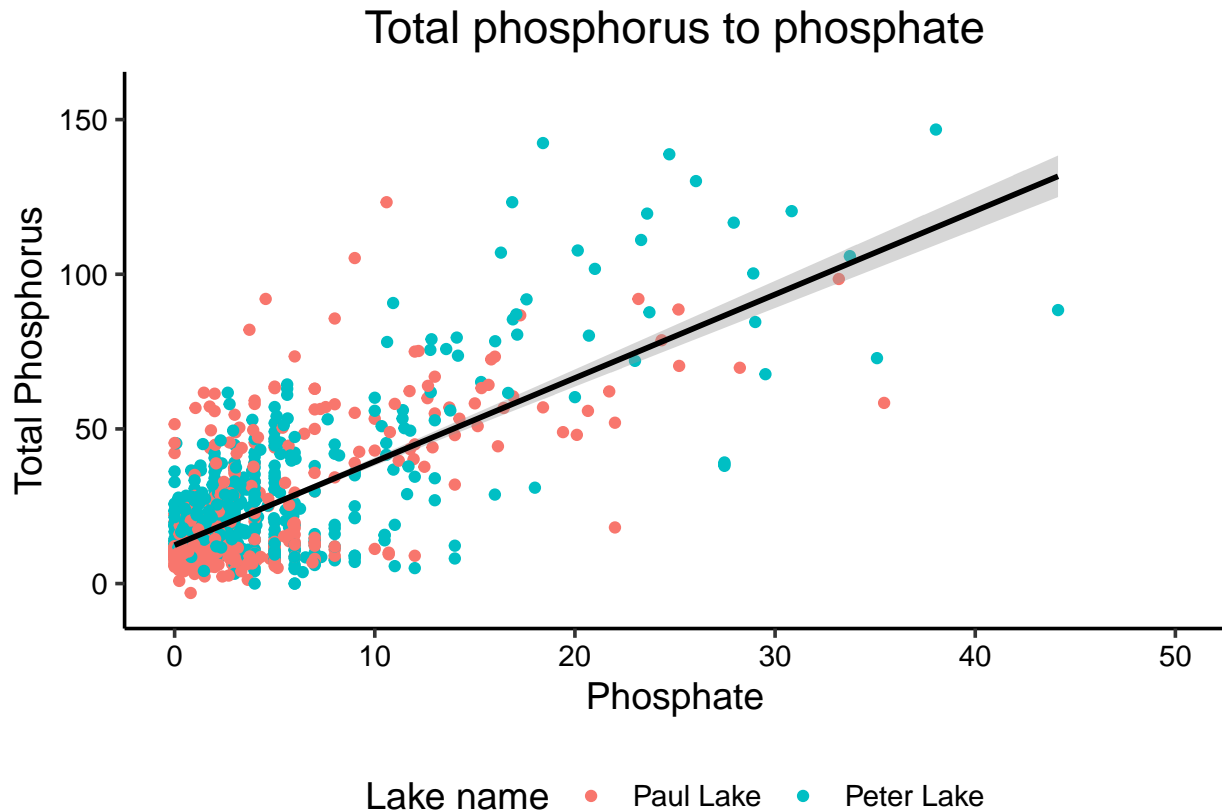 Total phosphorus to phosphate
150
100
50
0
Total Phosphorus
0 10 20 30 40 50
Phosphate
Lake name Paul Lake Peter Lake